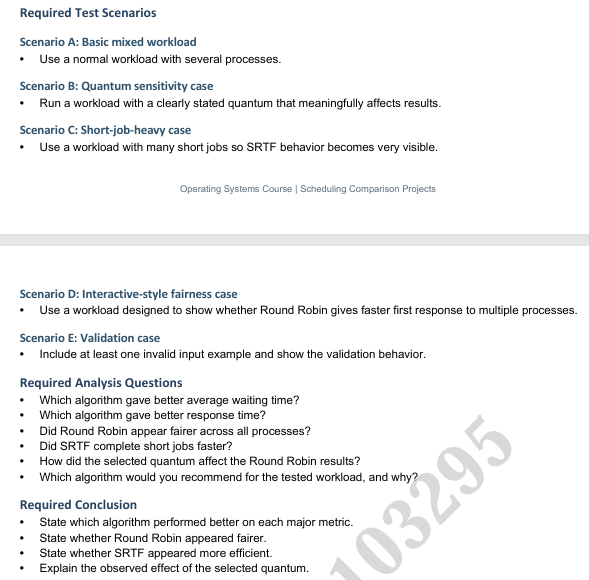 Required Test Scenarios
Scenario A: Basic mixed workload
• Use a normal workload with several processes.
Scenario B: Quantum sensitivity case
• Run a workload with a clearly stated quantum that meaningfully affects results.
Scenario C: Short-job-heavy case
• Use a workload with many short jobs so SRTF behavior becomes very visible.
Operating Systems Course | Scheduling Comparison Projects
Scenario D: Interactive-style fairness case
• Use a workload designed to show whether Round Robin gives faster first response to multiple processes.
Scenario E: Validation case
• Include at least one invalid input example and show the validation behavior.
Required Analysis Questions
• Which algorithm gave better average waiting time?
• Which algorithm gave better response time?
• Did Round Robin appear fairer across all processes?
• Did SRTF complete short jobs faster?
• How did the selected quantum affect the Round Robin results?
• Which algorithm would you recommend for the tested workload, and why?
Required Conclusion
• State which algorithm performed better on each major metric.
• State whether Round Robin appeared fairer.
• State whether SRTF appeared more efficient.
• Explain the observed effect of the selected quantum.
103295